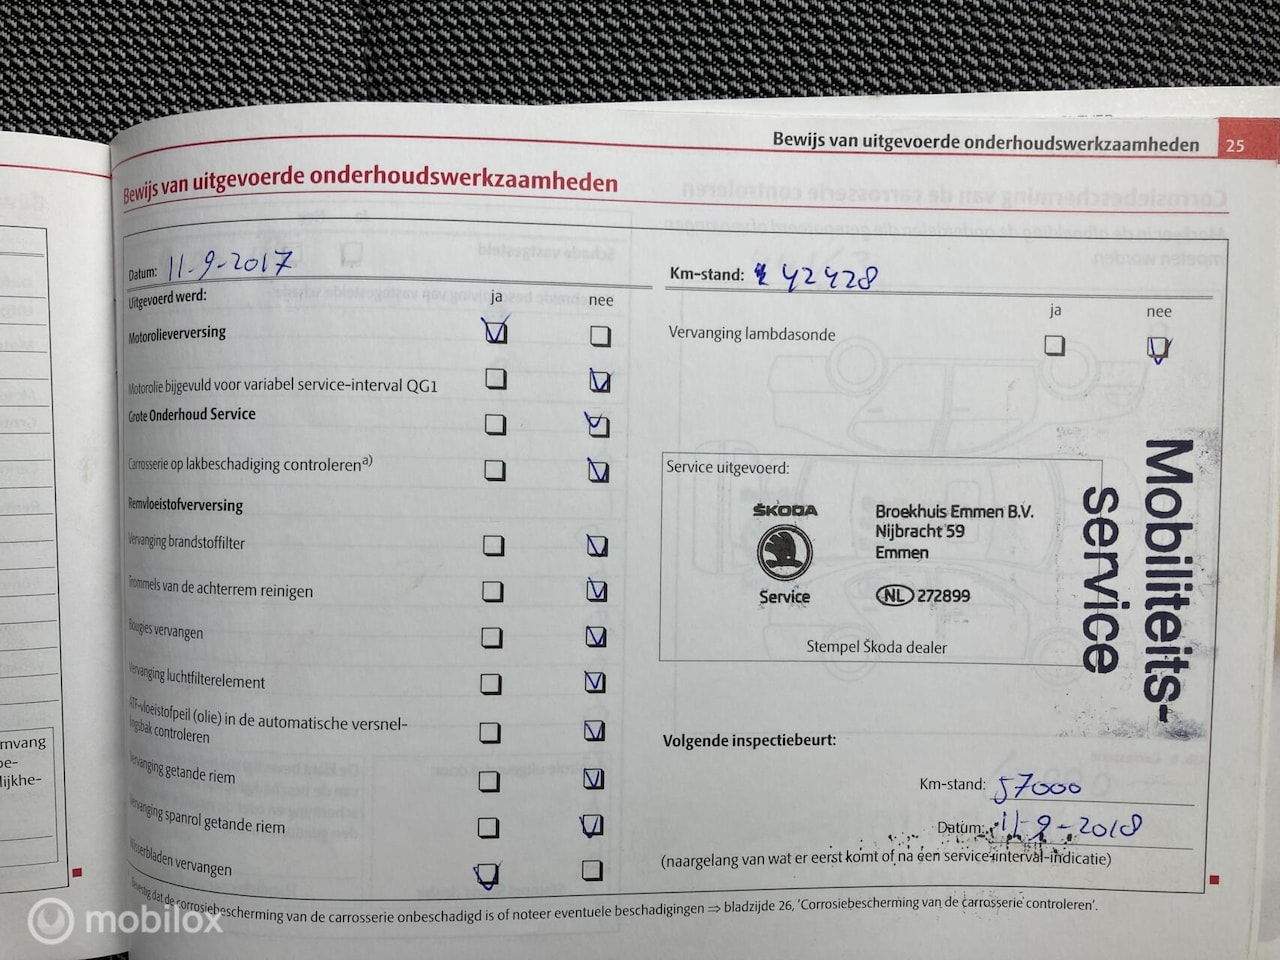 Bewijs van uitgevoerde onderhoudswerkzaamheden 25
Bewijs van uitgevoerde onderhoudswerkzaamheden
Datum: 11-9-2017
Km-stand: 42428
Uitgevoerd werd: ja nee
ja nee
Motorolieverversing
Vervanging lambdasonde
Motorolie bijgevuld voor variabel service-interval QG1
Grote Onderhoud Service
Carrosserie op lakbeschadiging controleren a)
Remvloeistofverversing
Vervanging brandstoffilter
Trommels van de achterrem reinigen
Bougies vervangen
Vervanging luchtfilterelement
ATF-vloeistofpeil (olie) in de automatische versnel-
lingsbak controleren
Vervanging getande riem
Vervanging spanrol getande riem
Wisserbladen vervangen
Service uitgevoerd:
ŠKODA
Service
Broekhuis Emmen B.V.
Nijbracht 59
Emmen
NL 272899
Stempel Škoda dealer
Mobiliteits-
service
Volgende inspectiebeurt:
Km-stand: 57000
Datum: 11-9-2018
(naargelang van wat er eerst komt of na een service-interval-indicatie)
Bevestig dat de corrosiebescherming van de carrosserie onbeschadigd is of noteer eventuele beschadigingen ⇒ bladzijde 26, 'Corrosiebescherming van de carrosserie controleren'.
mvang
be-
lijkhe-
mobilox